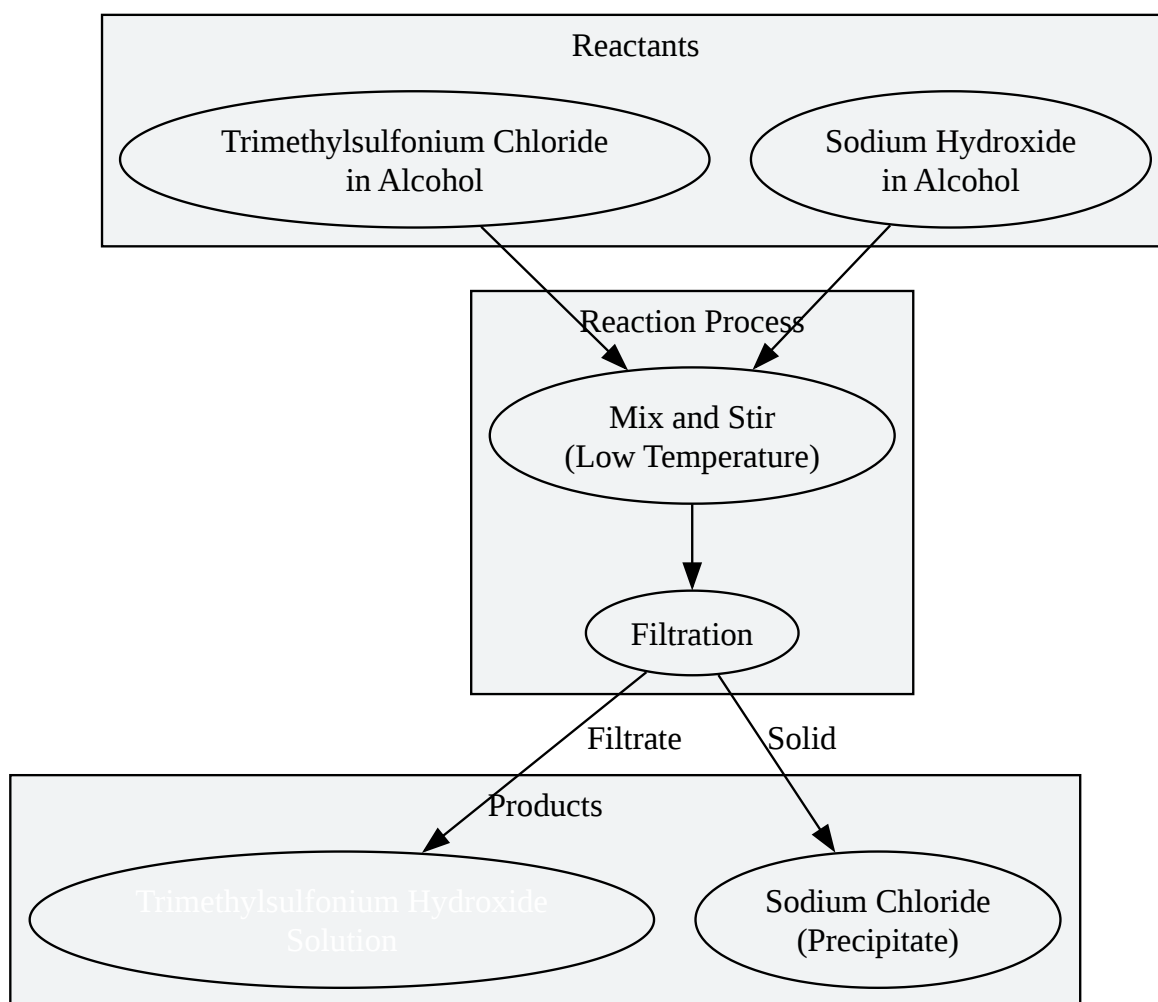 Reactants
Trimethylsulfonium Chloride
in Alcohol
Sodium Hydroxide
in Alcohol
Reaction Process
Mix and Stir
(Low Temperature)
Filtration
Filtrate
Solid
Products
Trimethylsulfonium Hydroxide
Solution
Sodium Chloride
(Precipitate)